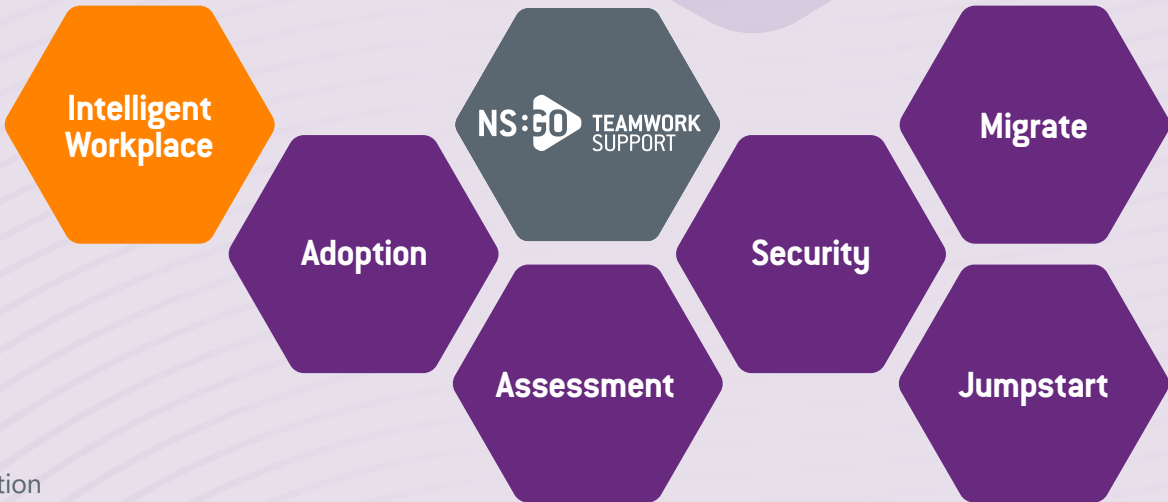 Intelligent
Workplace
NS:GO TEAMWORK
SUPPORT
Migrate
Adoption
Security
Assessment
Jumpstart
tion